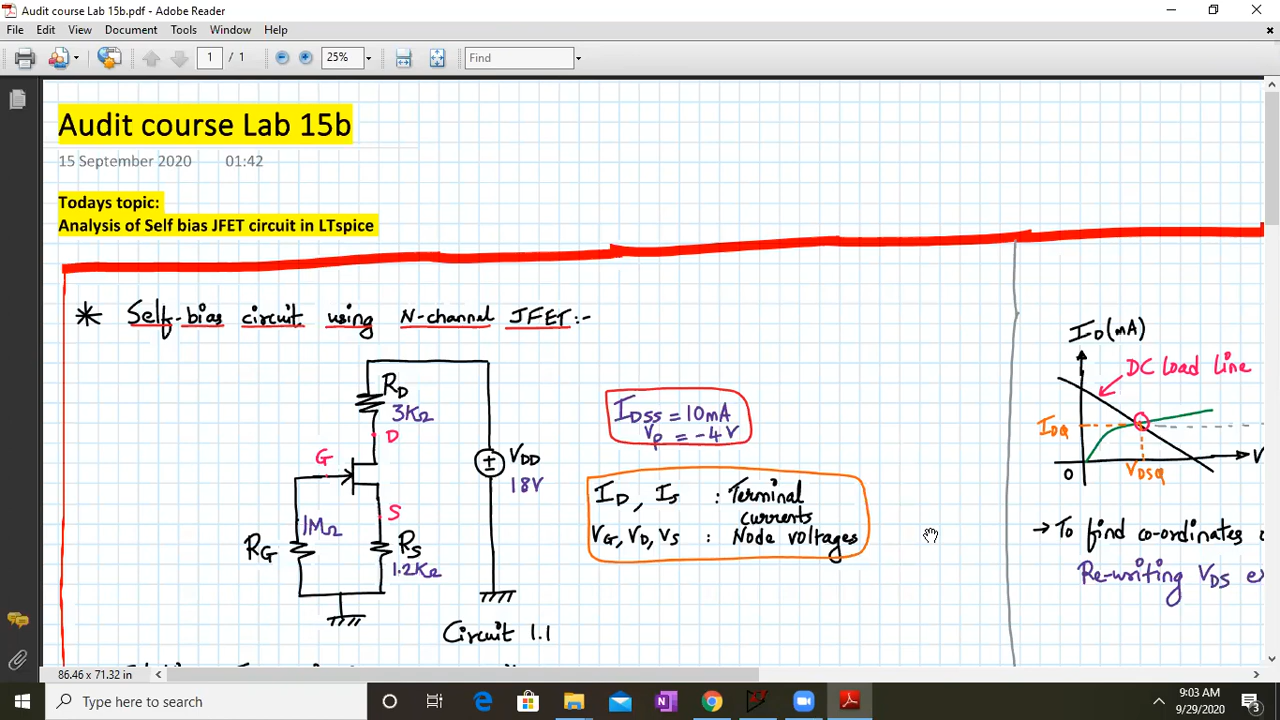 Audit course Lab 15b.pdf - Adobe Reader
File Edit View Document Tools Window Help
1 / 1 25% Find
Audit course Lab 15b
15 September 2020 01:42
Todays topic:
Analysis of Self bias JFET circuit in LTspice
* Self-bias circuit using N-channel JFET:-
RD
3KΩ
D
G
S
1MΩ
RG
RS
1.2KΩ
VDD
18V
Circuit 1.1
IDSS = 10mA
Vp = -4V
ID, IS : Terminal
currents
VG, VD, VS : Node voltages
ID(mA)
DC Load line
IDQ
0
VDSQ
V
→ To find co-ordinates
Re-writing VDS
86.46 x 71.32 in
Type here to search
9:03 AM
9/29/2020
3